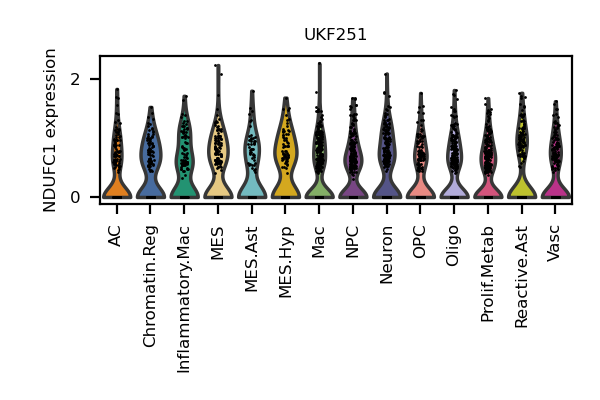 UKF251
NDUFC1 expression
2
0
AC
Chromatin.Reg
Inflammatory.Mac
MES
MES.Ast
MES.Hyp
Mac
NPC
Neuron
OPC
Oligo
Prolif.Metab
Reactive.Ast
Vasc